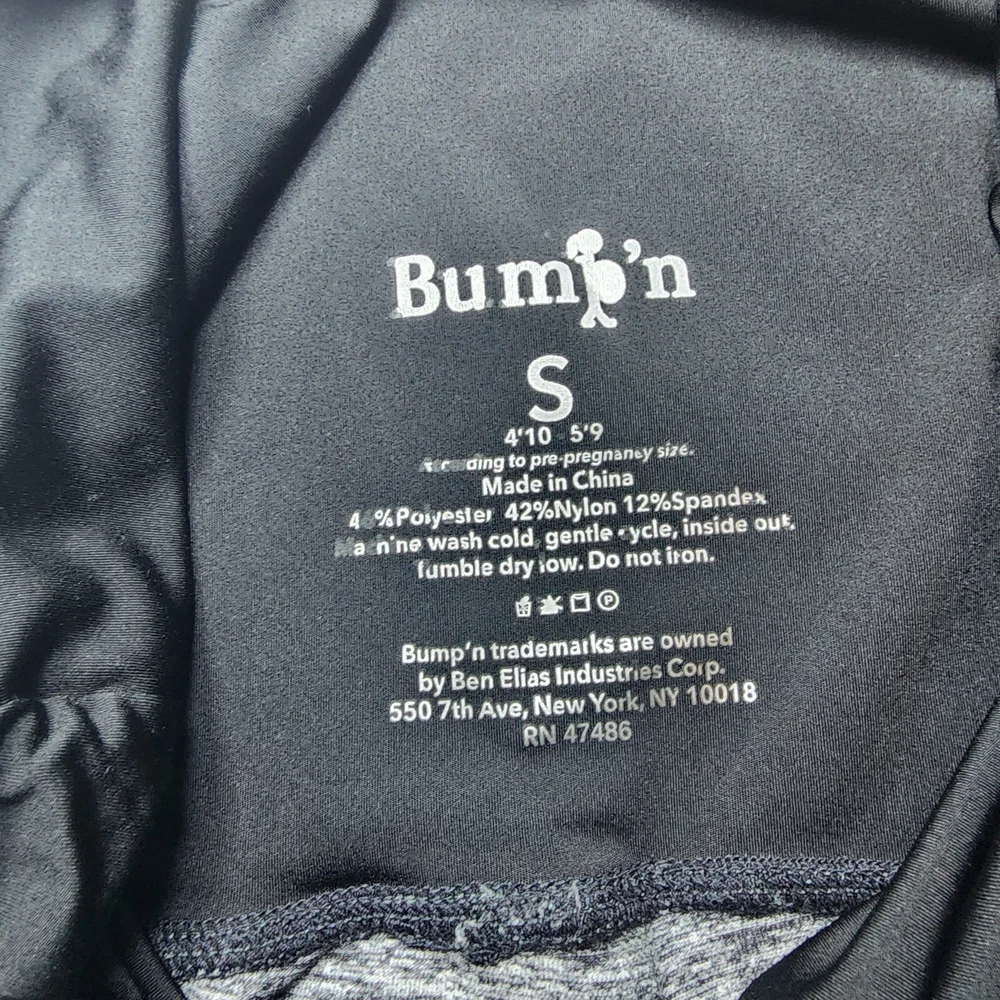 Bump'n
S
4'10 5'9
to pre-pregnancy size.
Made in China
%Polyester 42%Nylon 12%Spandex
wash cold, gentle cycle, inside out.
Tumble dry low. Do not iron.
P
Bump'n trademarks are owned
by Ben Elias Industries Corp.
550 7th Ave, New York, NY 10018
RN 47486